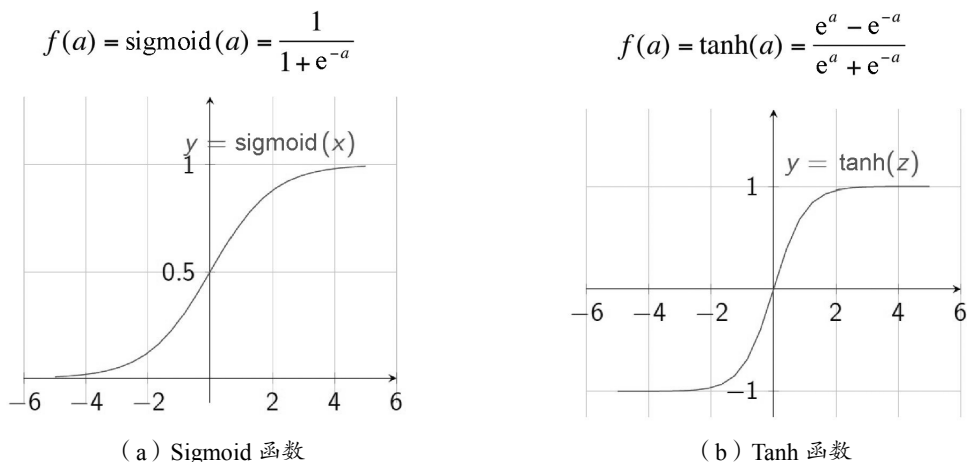 f(a) = sigmoid(a) = 1 / (1 + e^{-a})
y = sigmoid(x)
1
0.5
−6 −4 −2 2 4 6
（a）Sigmoid 函数
f(a) = tanh(a) = (e^a − e^{-a}) / (e^a + e^{-a})
y = tanh(z)
1
−6 −4 −2 2 4 6
−1
（b）Tanh 函数